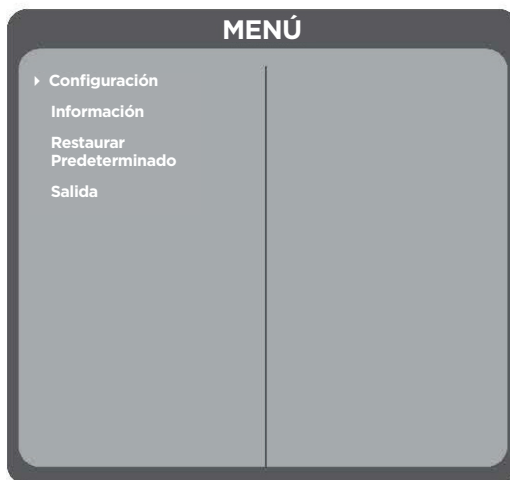 MENÚ
Configuración
Información
Restaurar
Predeterminado
Salida